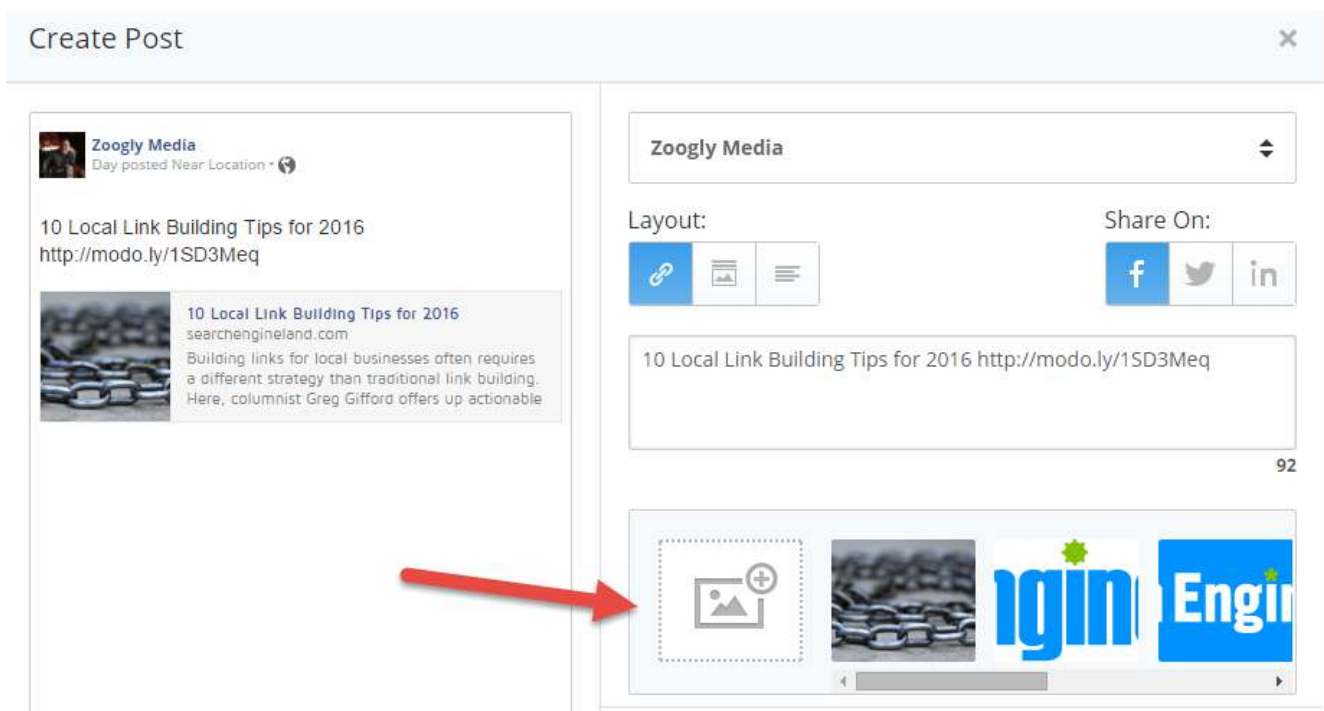 Create Post
Zoogly Media
Day posted Near Location
10 Local Link Building Tips for 2016
http://modo.ly/1SD3Meq
10 Local Link Building Tips for 2016
searchengineland.com
Building links for local businesses often requires
a different strategy than traditional link building.
Here, columnist Greg Gifford offers up actionable
Zoogly Media
Layout:
Share On:
f
in
10 Local Link Building Tips for 2016 http://modo.ly/1SD3Meq
92
ngin
Engin